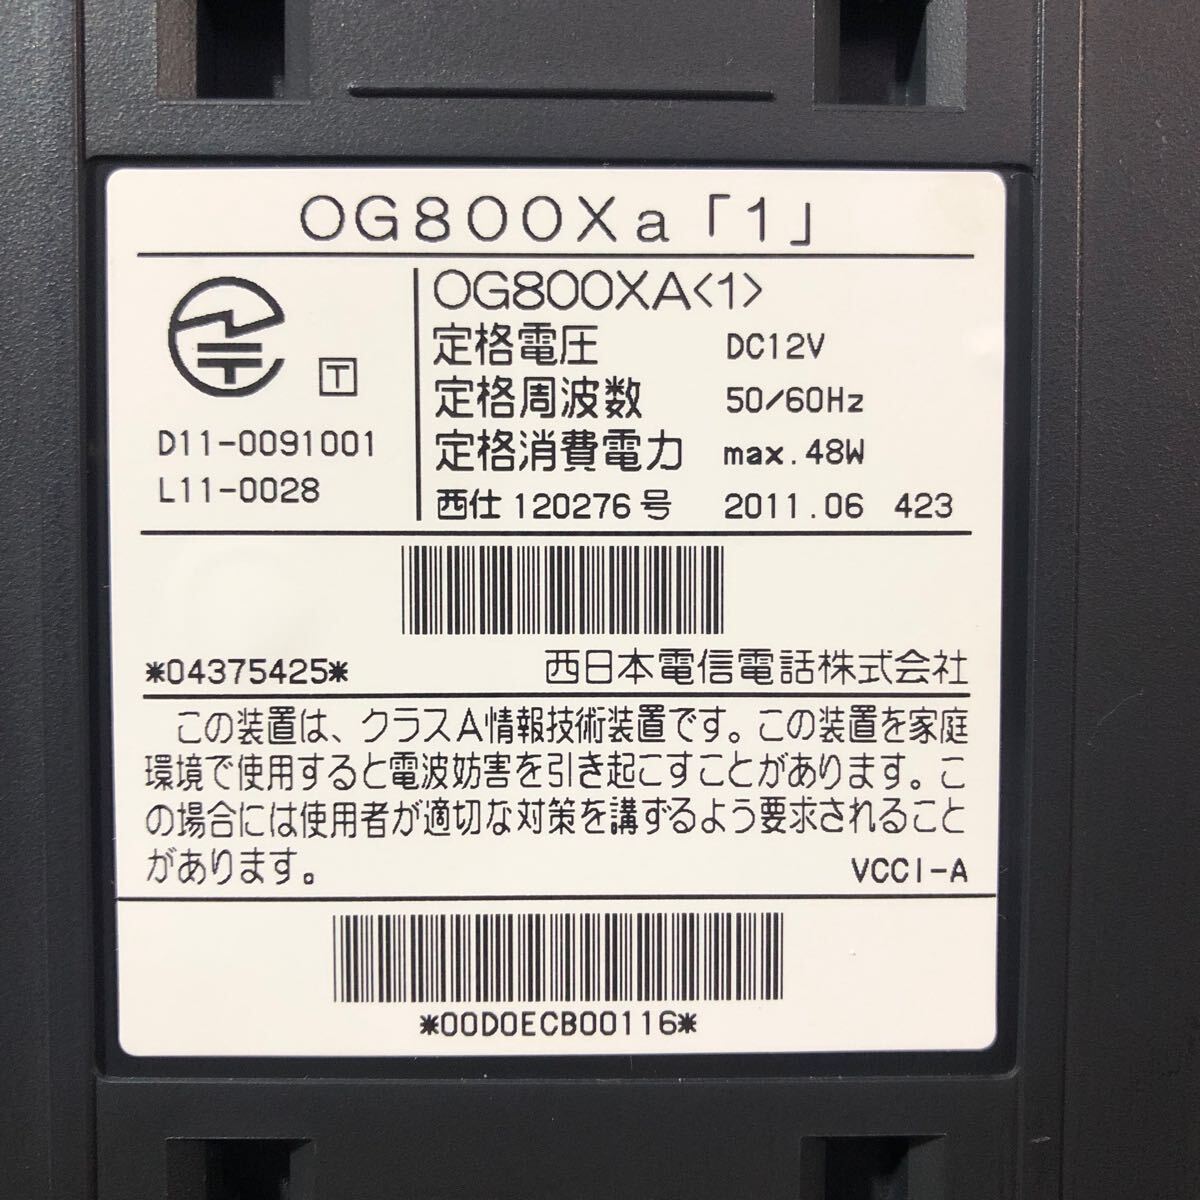 OG800Xa「1」
T
D11-0091001
L11-0028
OG800XA<1>
定格電圧 DC12V
定格周波数 50/60Hz
定格消費電力 max.48W
西仕120276号 2011.06 423
*04375425* 西日本電信電話株式会社
この装置は、クラスA情報技術装置です。この装置を家庭
環境で使用すると電波妨害を引き起こすことがあります。こ
の場合には使用者が適切な対策を講ずるよう要求されること
があります。 VCCI-A
*00D0ECB00116*